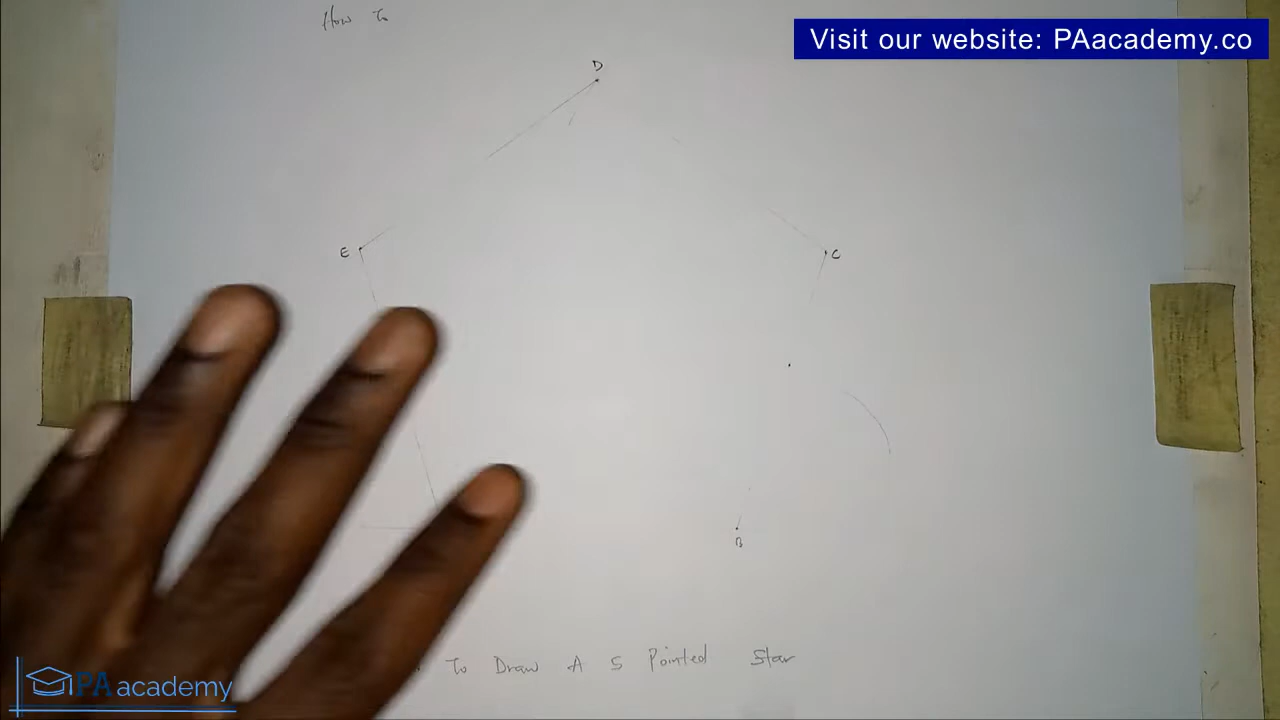 How To
Visit our website: PAacademy.co
D
E
C
B
To Draw A 5 Pointed Star
PA academy